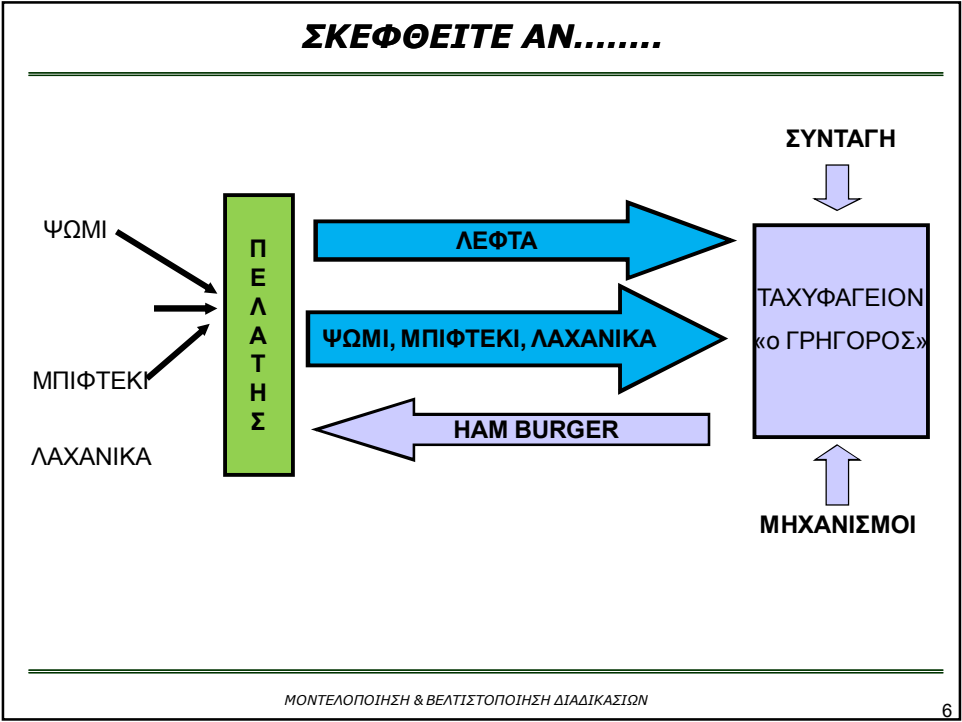 ΣΚΕΦΘΕΙΤΕ ΑΝ........
ΣΥΝΤΑΓΗ
ΨΩΜΙ
ΜΠΙΦΤΕΚΙ
ΛΑΧΑΝΙΚΑ
ΠΕΛΑΤΗΣ
ΛΕΦΤΑ
ΨΩΜΙ, ΜΠΙΦΤΕΚΙ, ΛΑΧΑΝΙΚΑ
HAM BURGER
ΤΑΧΥΦΑΓΕΙΟΝ
«ο ΓΡΗΓΟΡΟΣ»
ΜΗΧΑΝΙΣΜΟΙ
ΜΟΝΤΕΛΟΠΟΙΗΣΗ & ΒΕΛΤΙΣΤΟΠΟΙΗΣΗ ΔΙΑΔΙΚΑΣΙΩΝ
6